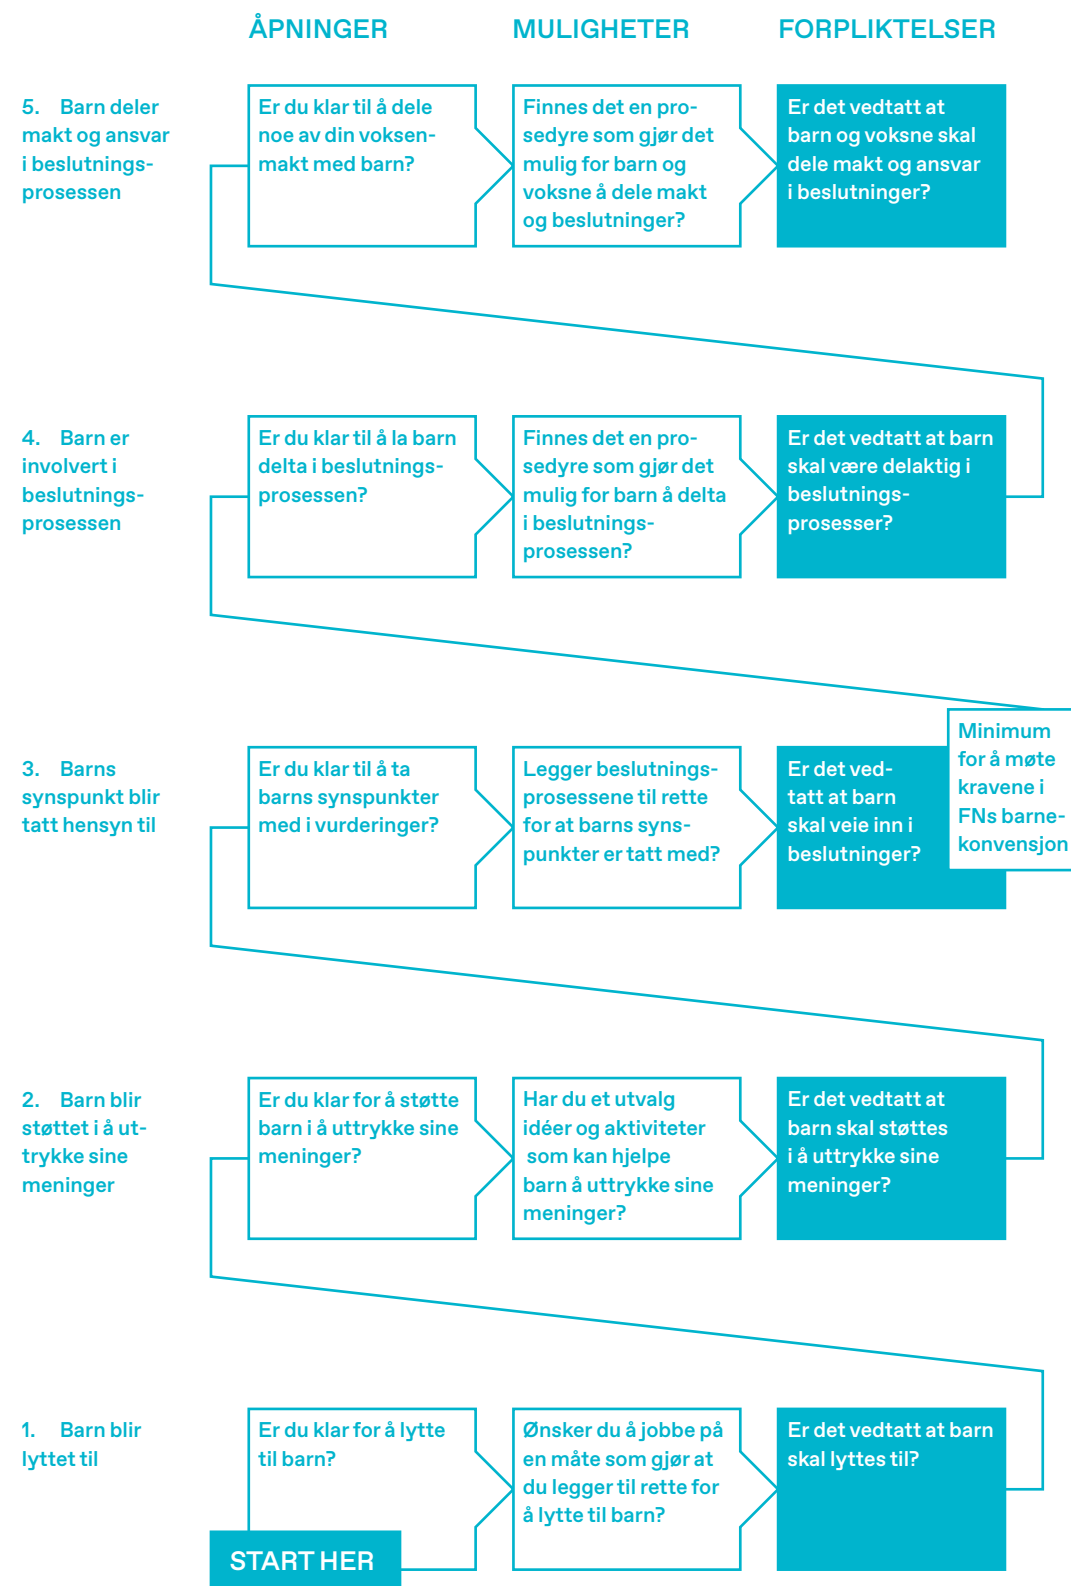 ÅPNINGER
MULIGHETER
FORPLIKTELSER
5. Barn deler
makt og ansvar
i beslutnings-
prosessen
Er du klar til å dele
noe av din voksen-
makt med barn?
Finnes det en pro-
sedyre som gjør det
mulig for barn og
voksne å dele makt
og beslutninger?
Er det vedtatt at
barn og voksne skal
dele makt og ansvar
i beslutninger?
4. Barn er
involvert i
beslutnings-
prosessen
Er du klar til å la barn
delta i beslutnings-
prosessen?
Finnes det en pro-
sedyre som gjør det
mulig for barn å delta
i beslutnings-
prosessen?
Er det vedtatt at barn
skal være delaktig i
beslutnings-
prosesser?
3. Barns
synspunkt blir
tatt hensyn til
Er du klar til å ta
barns synspunkter
med i vurderinger?
Legger beslutnings-
prosessene til rette
for at barns syns-
punkter er tatt med?
Er det ved-
tatt at barn
skal veie inn i
beslutninger?
Minimum
for å møte
kravene i
FNs barne-
konvensjon
2. Barn blir
støttet i å ut-
trykke sine
meninger
Er du klar for å støtte
barn i å uttrykke sine
meninger?
Har du et utvalg
idéer og aktiviteter
som kan hjelpe
barn å uttrykke sine
meninger?
Er det vedtatt at
barn skal støttes
i å uttrykke sine
meninger?
1. Barn blir
lyttet til
Er du klar for å lytte
til barn?
Ønsker du å jobbe på
en måte som gjør at
du legger til rette for
å lytte til barn?
Er det vedtatt at barn
skal lyttes til?
START HER